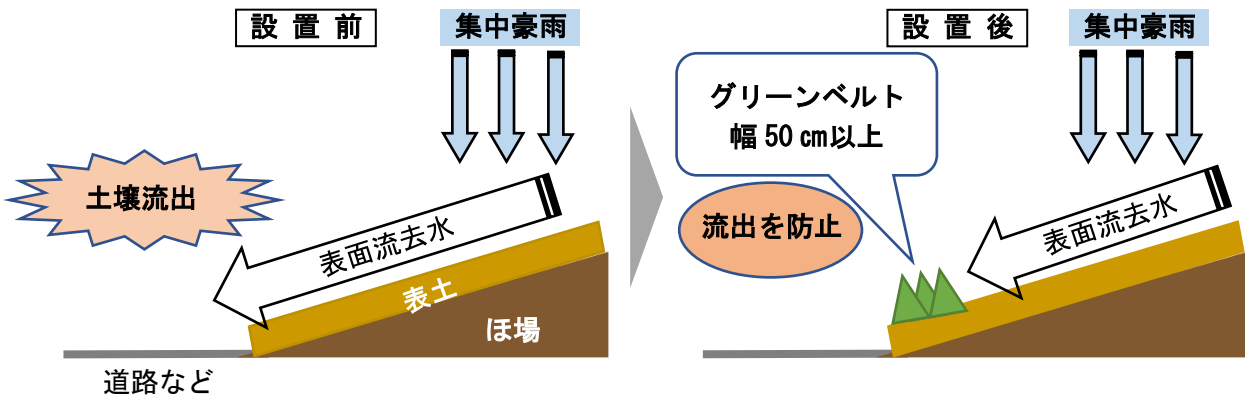 設置前
集中豪雨
土壌流出
表面流去水
表土
ほ場
道路など
設置後
集中豪雨
グリーンベルト
幅50㎝以上
流出を防止
表面流去水